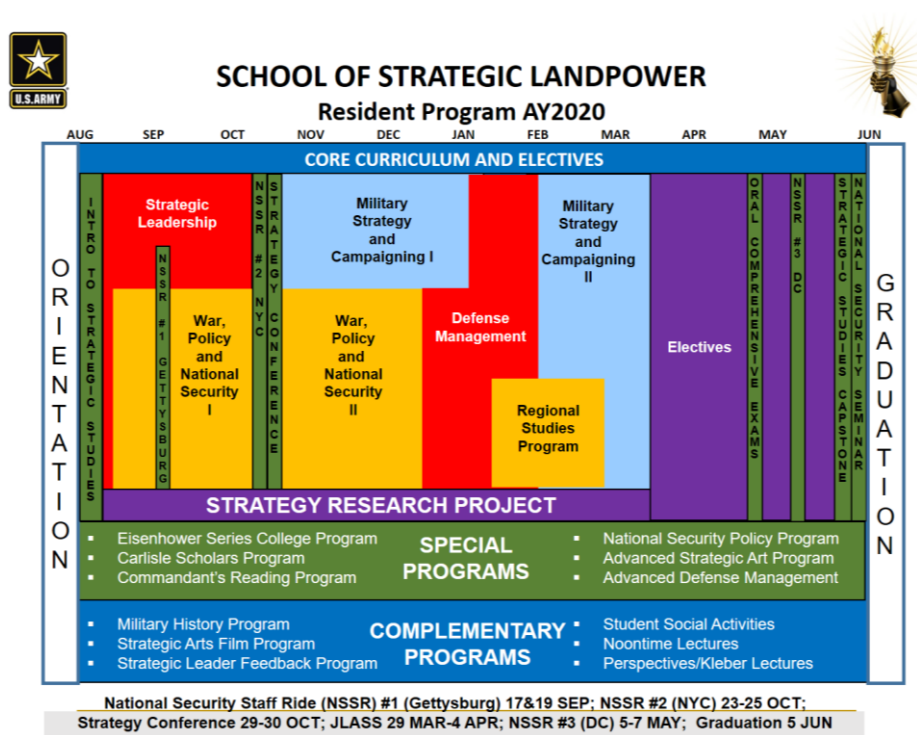 U.S.ARMY
SCHOOL OF STRATEGIC LANDPOWER
Resident Program AY2020
AUG SEP OCT NOV DEC JAN FEB MAR APR MAY JUN
CORE CURRICULUM AND ELECTIVES
ORIENTATION
INTRO TO STRATEGIC STUDIES
Strategic
Leadership
NSSR #1 GETTYSBURG
War,
Policy
and
National
Security
I
NSSR #2 NYC
STRATEGY CONFERENCE
Military
Strategy
and
Campaigning I
War,
Policy
and
National
Security
II
Defense
Management
Military
Strategy
and
Campaigning
II
Regional
Studies
Program
Electives
ORAL COMPREHENSIVE EXAMS
NSSR #3 DC
STRATEGIC STUDIES CAPSTONE
NATIONAL SECURITY SEMINAR
GRADUATION
STRATEGY RESEARCH PROJECT
▪ Eisenhower Series College Program
▪ Carlisle Scholars Program
▪ Commandant's Reading Program
SPECIAL
PROGRAMS
▪ National Security Policy Program
▪ Advanced Strategic Art Program
▪ Advanced Defense Management
▪ Military History Program
▪ Strategic Arts Film Program
▪ Strategic Leader Feedback Program
COMPLEMENTARY
PROGRAMS
▪ Student Social Activities
▪ Noontime Lectures
▪ Perspectives/Kleber Lectures
National Security Staff Ride (NSSR) #1 (Gettysburg) 17&19 SEP; NSSR #2 (NYC) 23-25 OCT;
Strategy Conference 29-30 OCT; JLASS 29 MAR-4 APR; NSSR #3 (DC) 5-7 MAY; Graduation 5 JUN